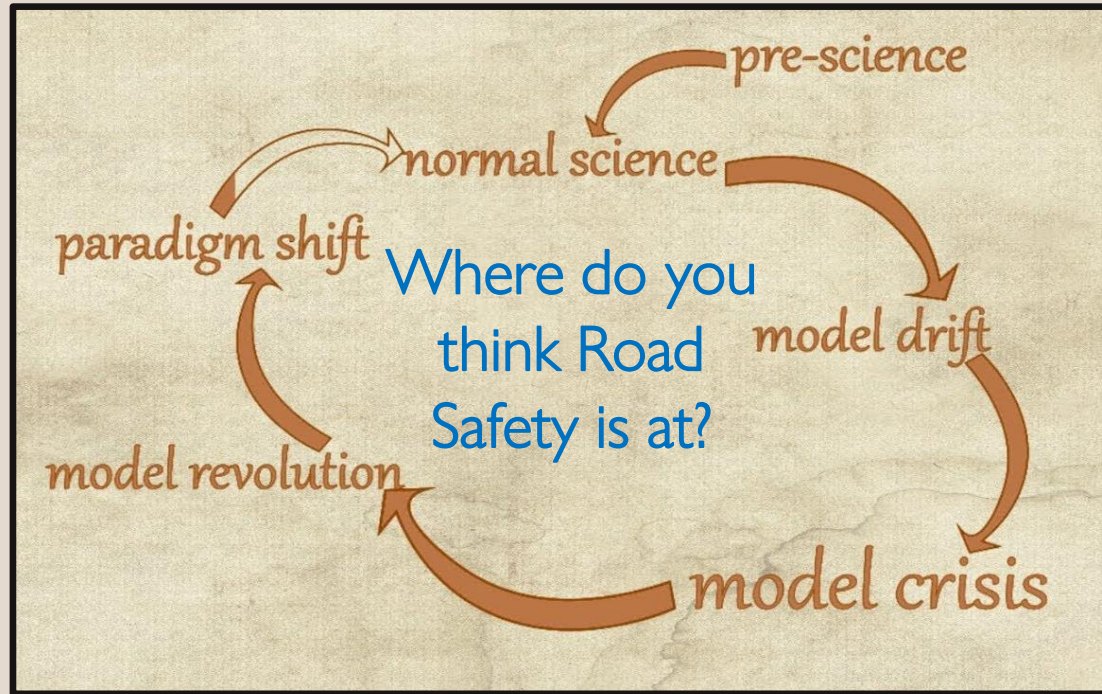 pre-science
normal science
paradigm shift
Where do you
think Road
Safety is at?
model drift
model revolution
model crisis